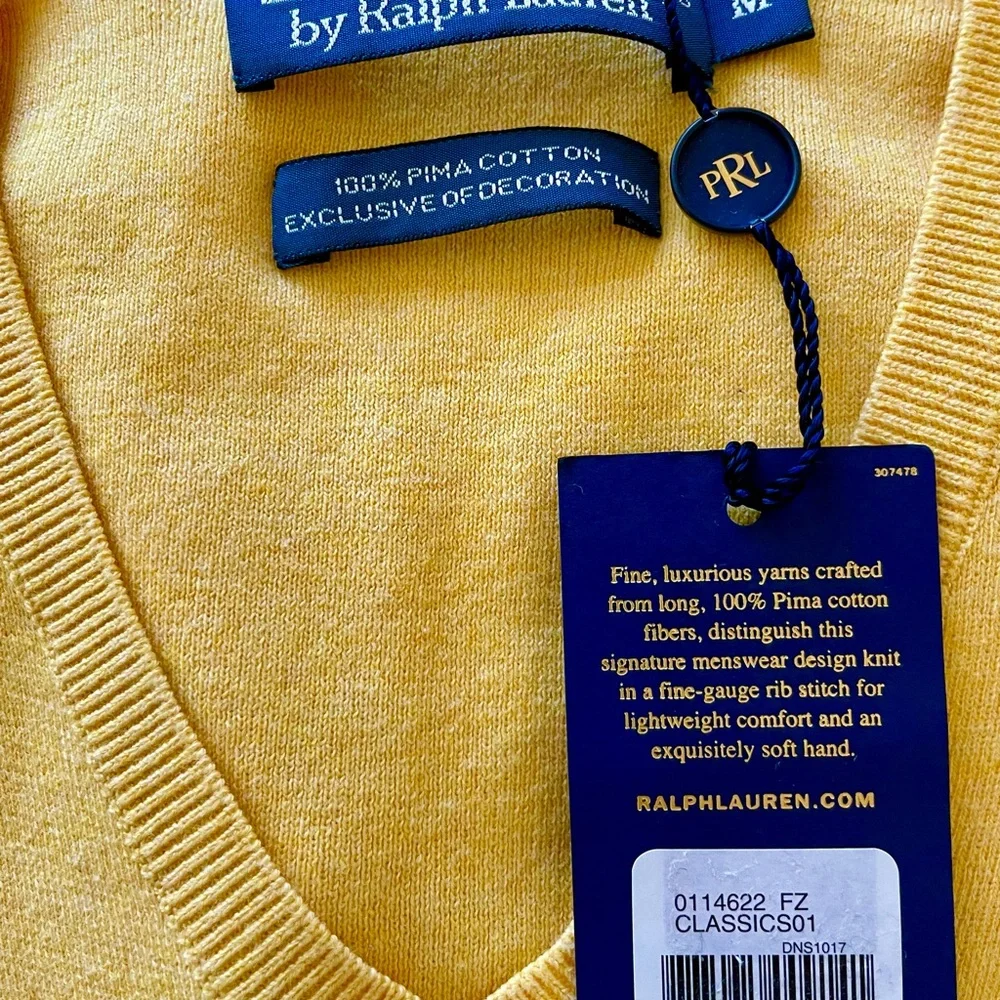 by Ralph Lauren
M
100% PIMA COTTON
EXCLUSIVE OF DECORATION
PRL
307478
Fine, luxurious yarns crafted
from long, 100% Pima cotton
fibers, distinguish this
signature menswear design knit
in a fine-gauge rib stitch for
lightweight comfort and an
exquisitely soft hand.
RALPHLAUREN.COM
0114622 FZ
CLASSICS01
DNS1017